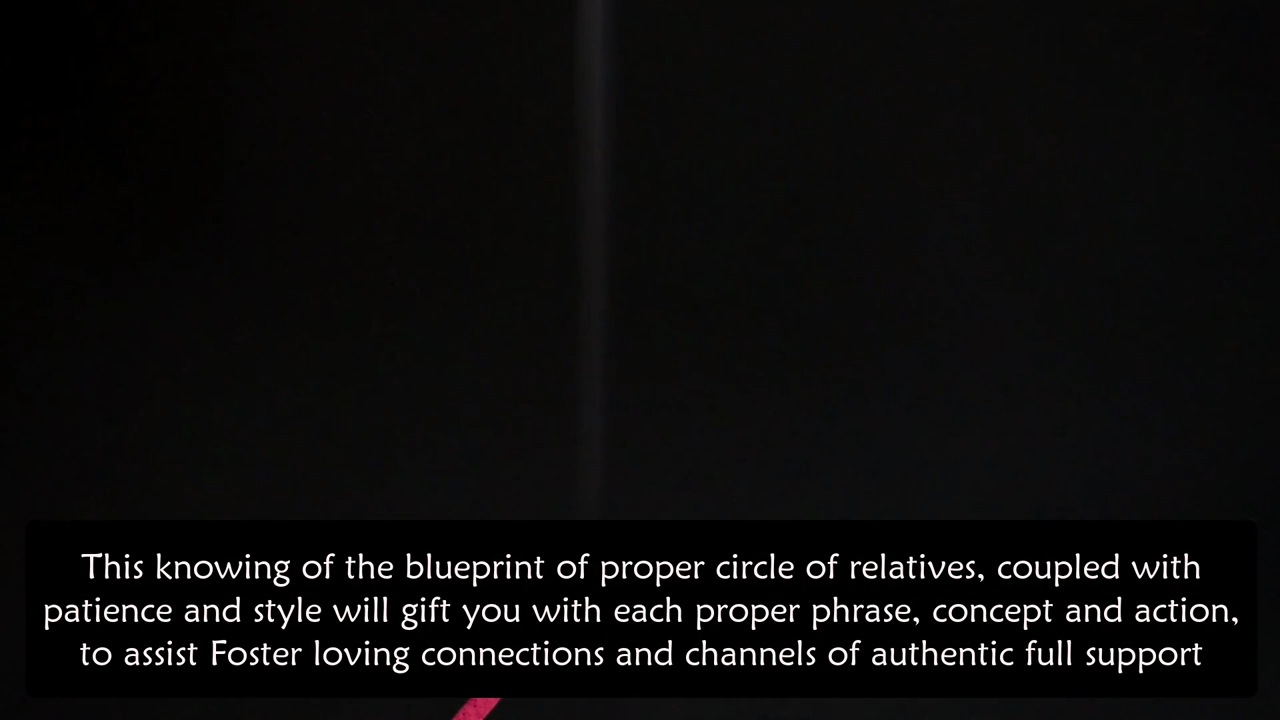 This knowing of the blueprint of proper circle of relatives, coupled with
patience and style will gift you with each proper phrase, concept and action,
to assist Foster loving connections and channels of authentic full support